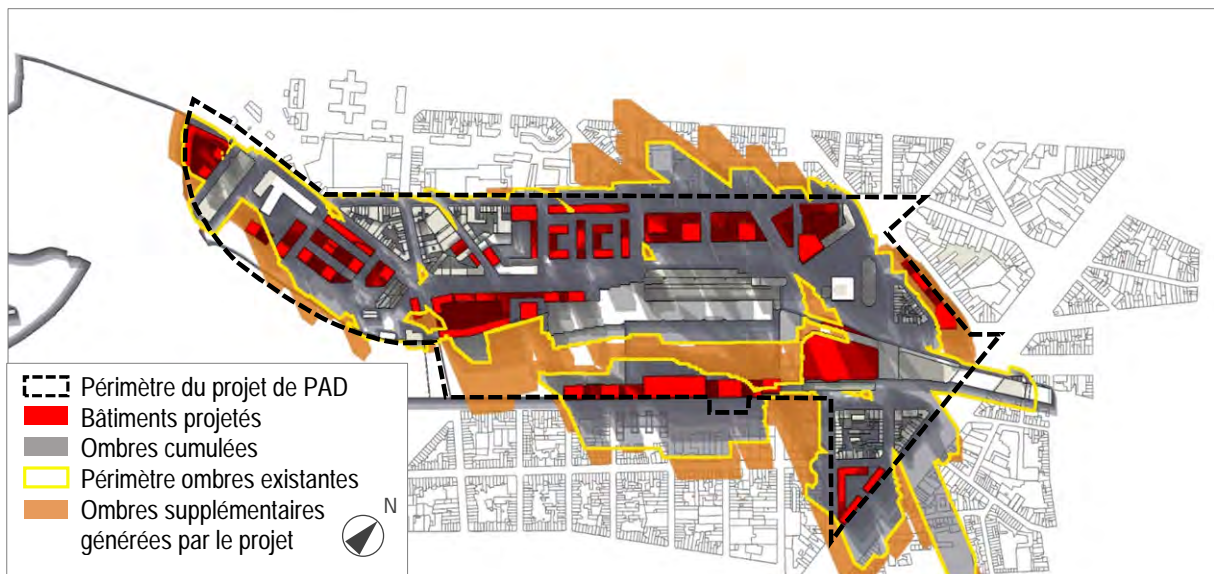 Périmètre du projet de PAD
Bâtiments projetés
Ombres cumulées
Périmètre ombres existantes
Ombres supplémentaires
générées par le projet
N